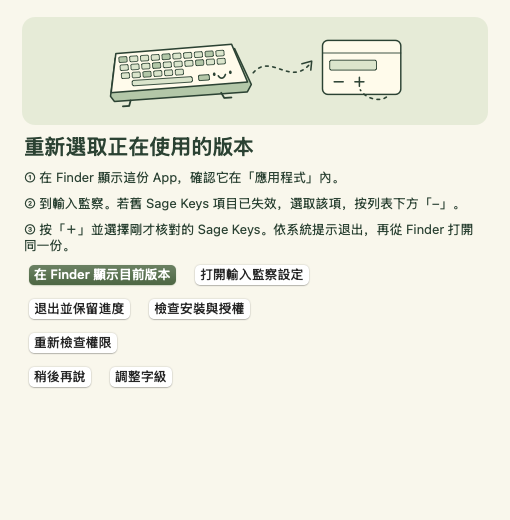 重新選取正在使用的版本
① 在 Finder 顯示這份 App，確認它在「應用程式」內。
② 到輸入監察。若舊 Sage Keys 項目已失效，選取該項，按列表下方「−」。
③ 按「＋」並選擇剛才核對的 Sage Keys。依系統提示退出，再從 Finder 打開
同一份。
在 Finder 顯示目前版本 打開輸入監察設定
退出並保留進度 檢查安裝與授權
重新檢查權限
稍後再說 調整字級